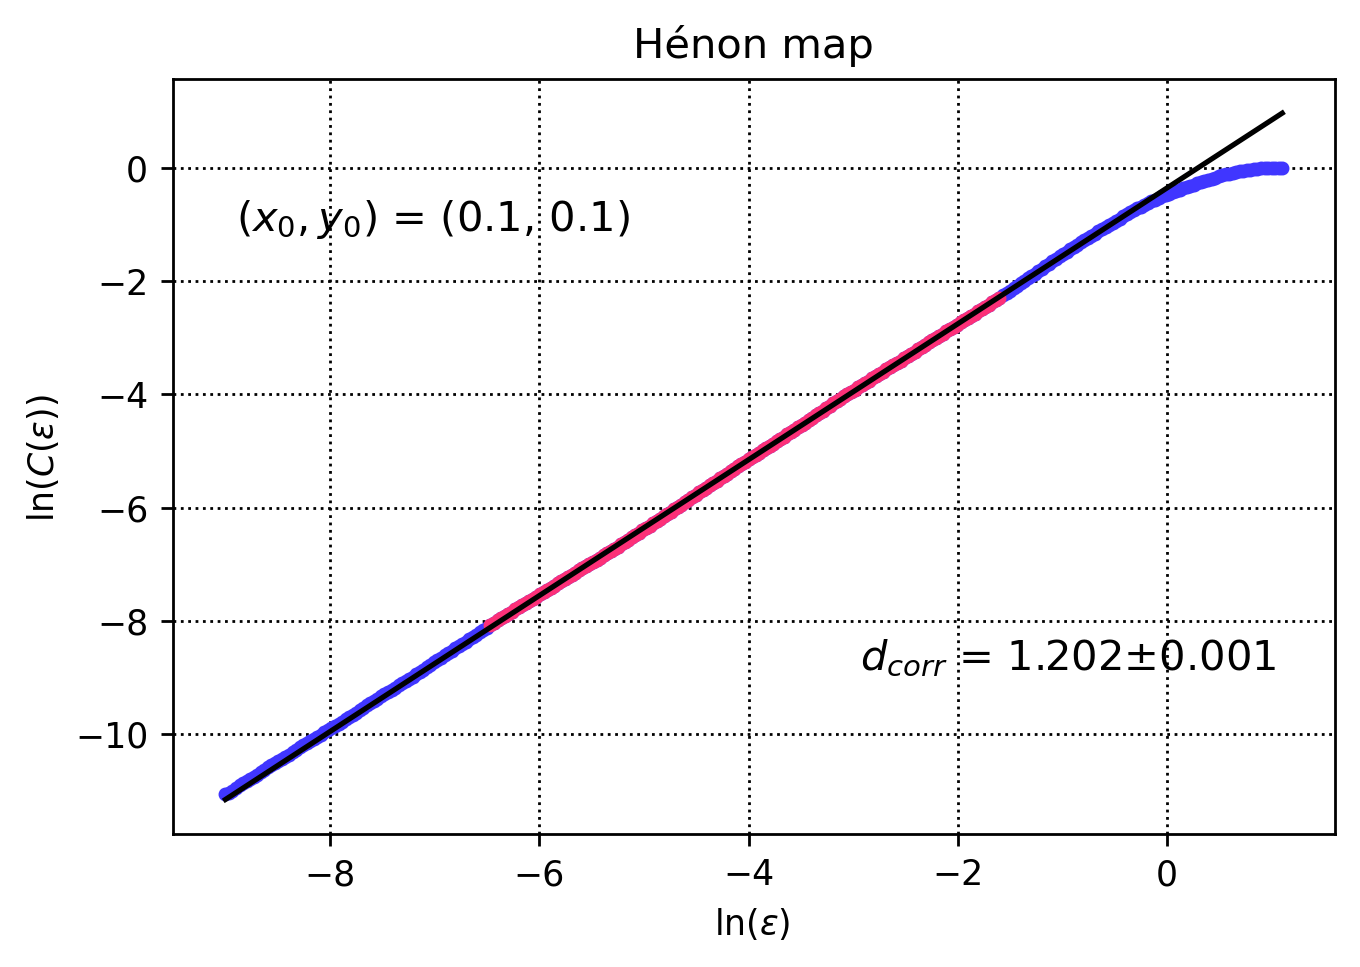 Hénon map
0
(x₀, y₀) = (0.1, 0.1)
−2
−4
ln(C(ε))
−6
−8
d_corr = 1.202±0.001
−10
−8 −6 −4 −2 0
ln(ε)